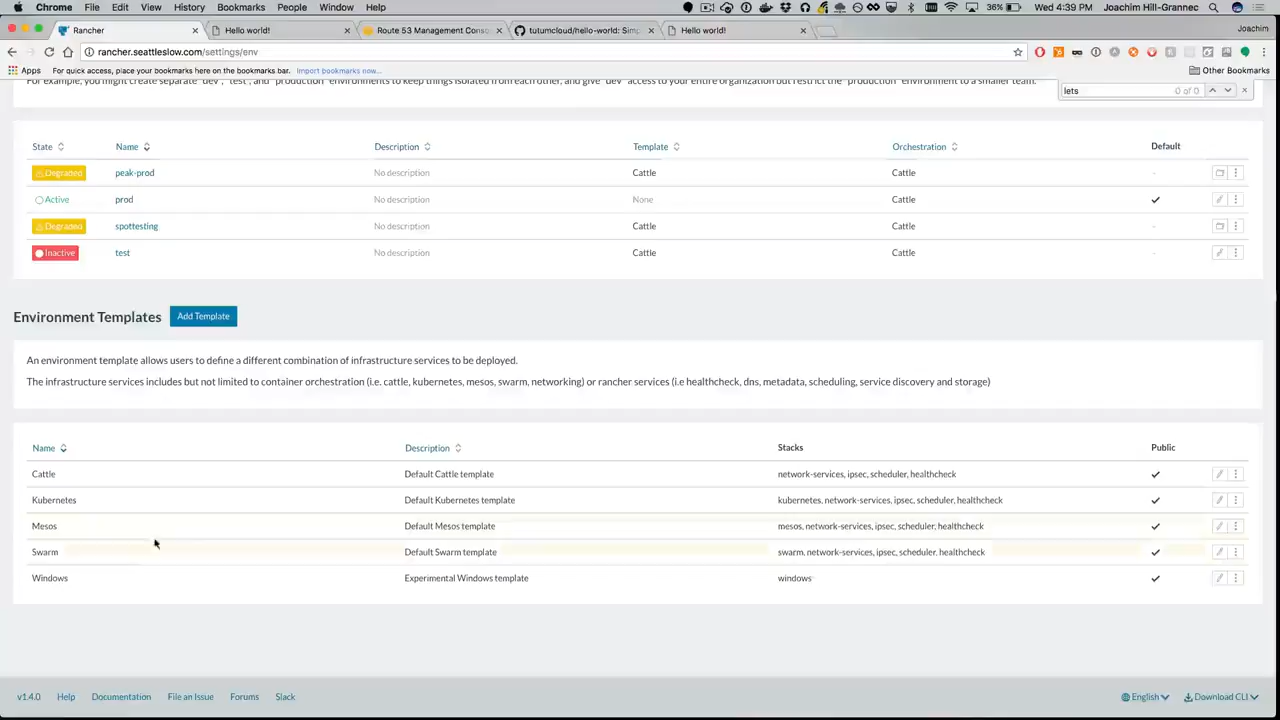 Chrome File Edit View History Bookmarks People Window Help 36% Wed 4:39 PM Joachim Hill-Grannec
Rancher Hello world! Route 53 Management Conso tutumcloud/hello-world: Simp Hello world! Joachim
rancher.seattleslow.com/settings/env
Apps For quick access, place your bookmarks here on the bookmarks bar. Import bookmarks now... Other Bookmarks
For example, you might create separate "dev", "test", and "production" environments to keep things isolated from each other, and give "dev" access to your entire organization but restrict the "production" environment to a smaller team.
lets 0 of 0
State Name Description Template Orchestration Default
Degraded peak-prod No description Cattle Cattle -
Active prod No description None Cattle
Degraded spottesting No description Cattle Cattle -
Inactive test No description Cattle Cattle -
Environment Templates Add Template
An environment template allows users to define a different combination of infrastructure services to be deployed.
The infrastructure services includes but not limited to container orchestration (i.e. cattle, kubernetes, mesos, swarm, networking) or rancher services (i.e healthcheck, dns, metadata, scheduling, service discovery and storage)
Name Description Stacks Public
Cattle Default Cattle template network-services, ipsec, scheduler, healthcheck
Kubernetes Default Kubernetes template kubernetes, network-services, ipsec, scheduler, healthcheck
Mesos Default Mesos template mesos, network-services, ipsec, scheduler, healthcheck
Swarm Default Swarm template swarm, network-services, ipsec, scheduler, healthcheck
Windows Experimental Windows template windows
v1.4.0 Help Documentation File an Issue Forums Slack English Download CLI